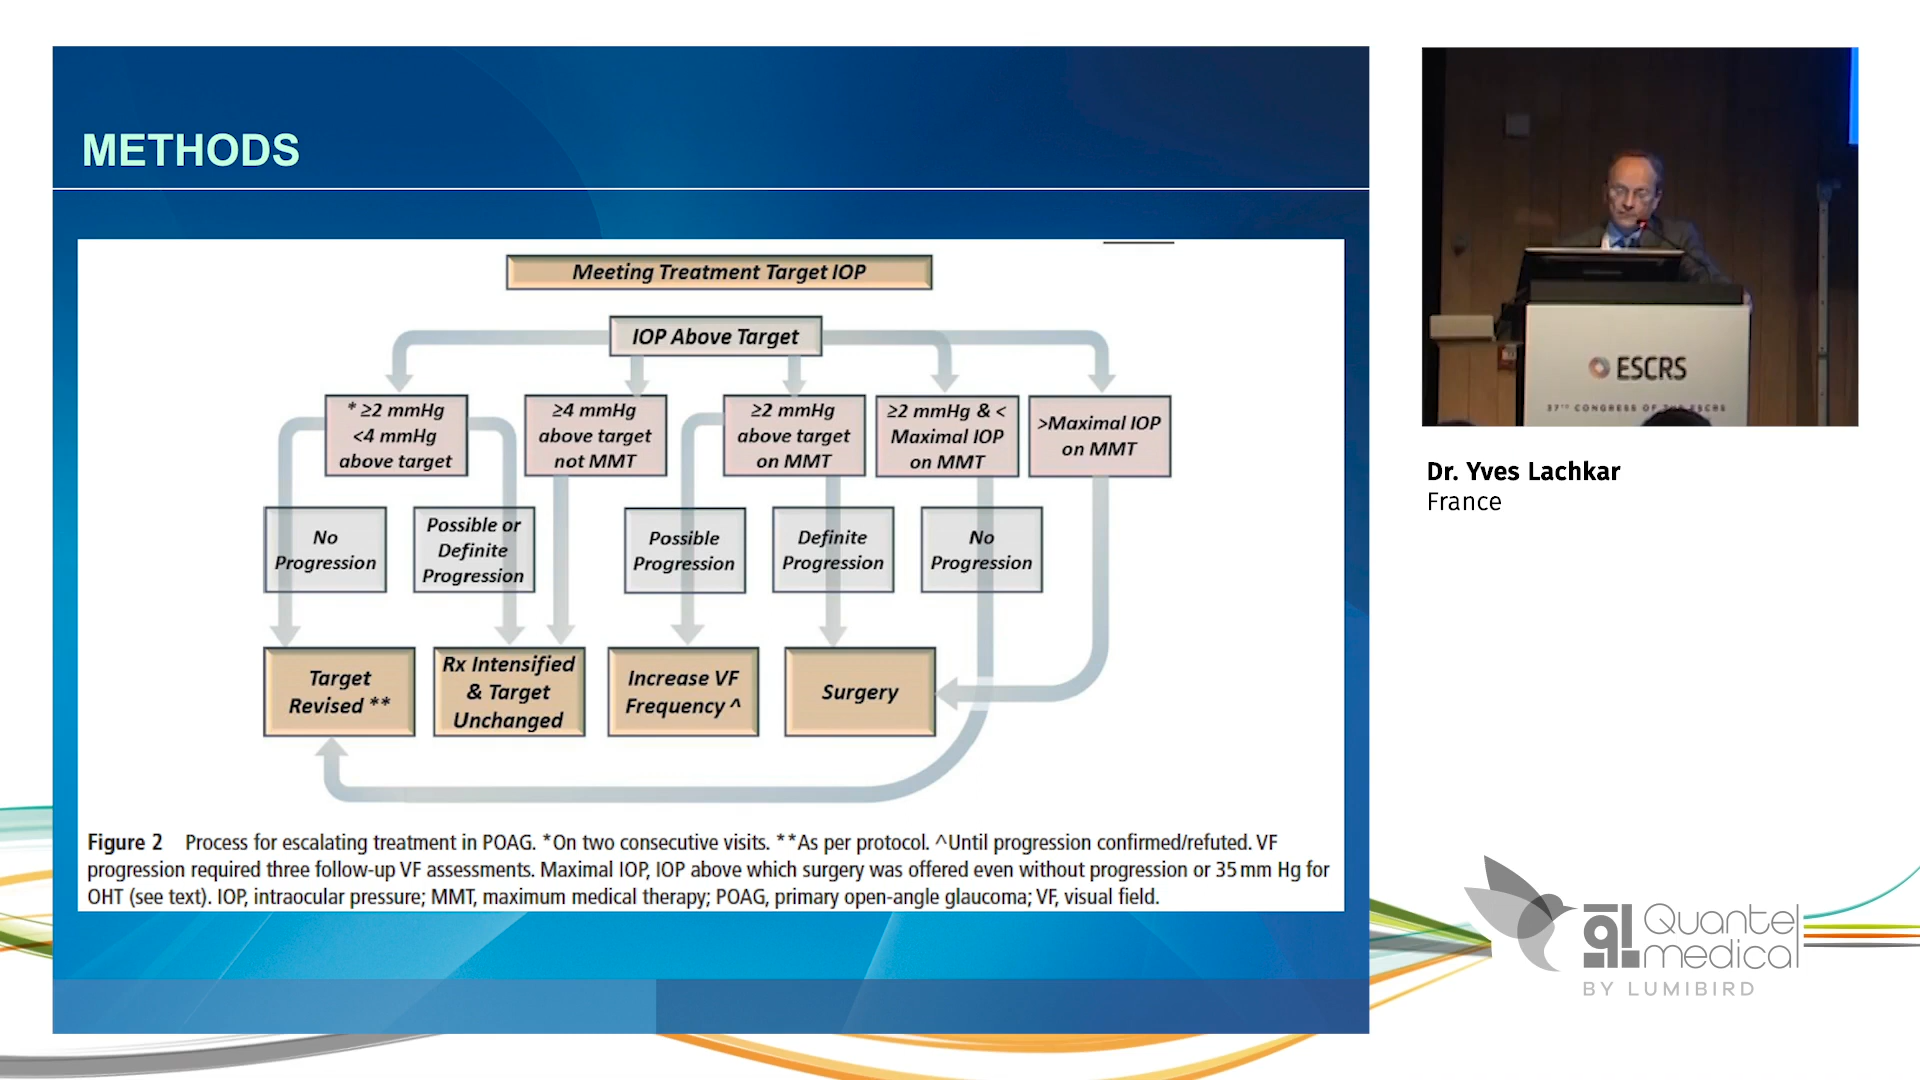 METHODS
Meeting Treatment Target IOP
IOP Above Target
* ≥2 mmHg
<4 mmHg
above target
≥4 mmHg
above target
not MMT
≥2 mmHg
above target
on MMT
≥2 mmHg & <
Maximal IOP
on MMT
>Maximal IOP
on MMT
No
Progression
Possible or
Definite
Progression
Possible
Progression
Definite
Progression
No
Progression
Target
Revised **
Rx Intensified
& Target
Unchanged
Increase VF
Frequency ^
Surgery
Figure 2 Process for escalating treatment in POAG. *On two consecutive visits. **As per protocol. ^Until progression confirmed/refuted. VF
progression required three follow-up VF assessments. Maximal IOP, IOP above which surgery was offered even without progression or 35 mm Hg for
OHT (see text). IOP, intraocular pressure; MMT, maximum medical therapy; POAG, primary open-angle glaucoma; VF, visual field.
ESCRS
37TH CONGRESS OF THE ESCRS
Dr. Yves Lachkar
France
Quantel
medical
BY LUMIBIRD